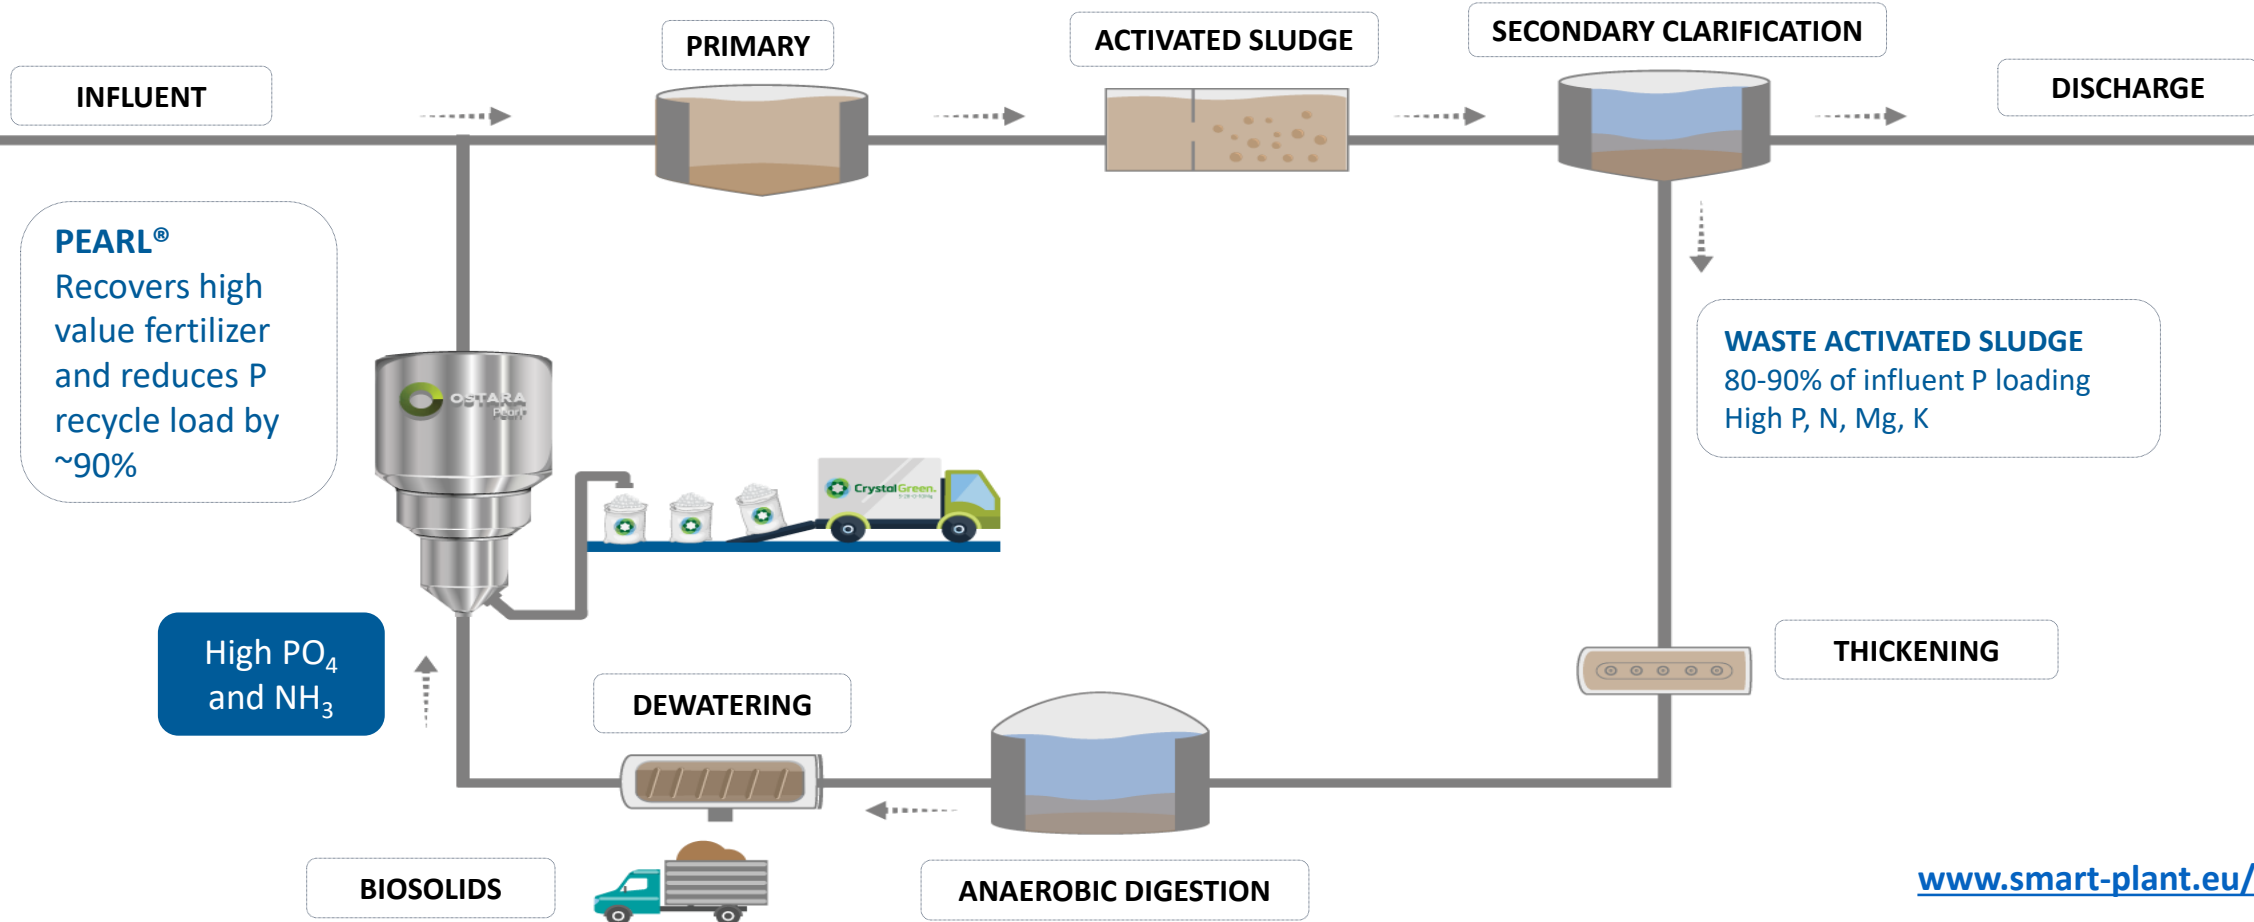 PRIMARY
ACTIVATED SLUDGE
SECONDARY CLARIFICATION
INFLUENT
DISCHARGE
PEARL®
Recovers high
value fertilizer
and reduces P
recycle load by
~90%
OSTARA
Pearl
WASTE ACTIVATED SLUDGE
80-90% of influent P loading
High P, N, Mg, K
CrystalGreen.
High PO₄
and NH₃
THICKENING
DEWATERING
BIOSOLIDS
ANAEROBIC DIGESTION
www.smart-plant.eu/